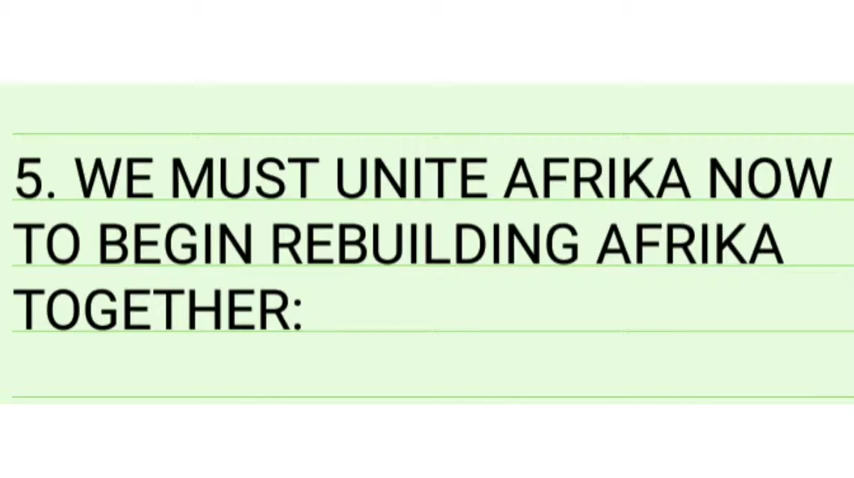 5. WE MUST UNITE AFRIKA NOW
TO BEGIN REBUILDING AFRIKA
TOGETHER: